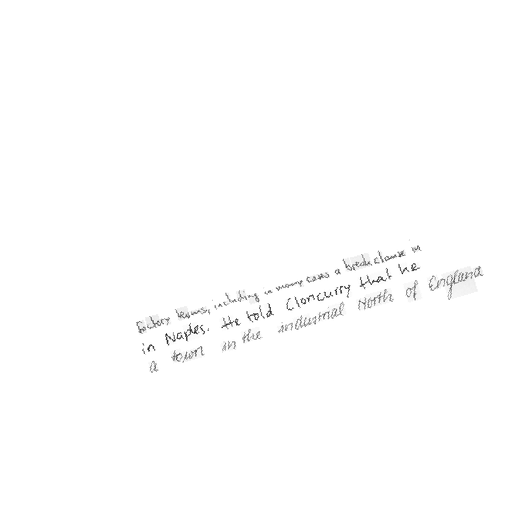 factory leases, including in many cases a break clause in
in Naples. He told Cloncurry that he
a town in the industrial North of England